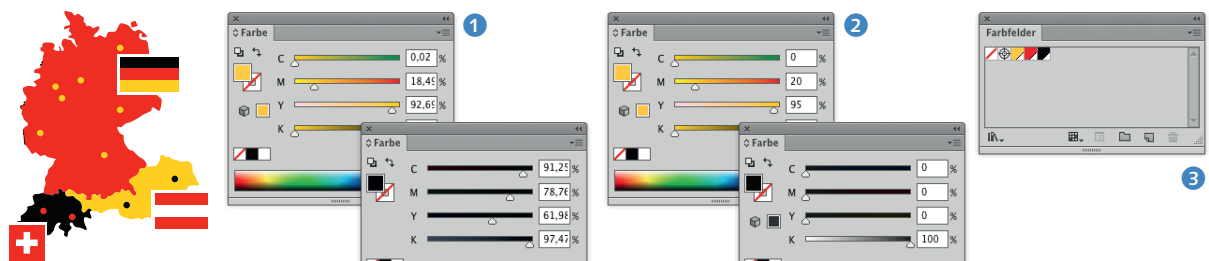 1
Farbe
C 0,02 %
M 18,49 %
Y 92,69 %
K
Farbe
C 91,25 %
M 78,76 %
Y 61,98 %
K 97,47 %
2
Farbe
C 0 %
M 20 %
Y 95 %
K
Farbe
C 0 %
M 0 %
Y 0 %
K 100 %
Farbfelder
3